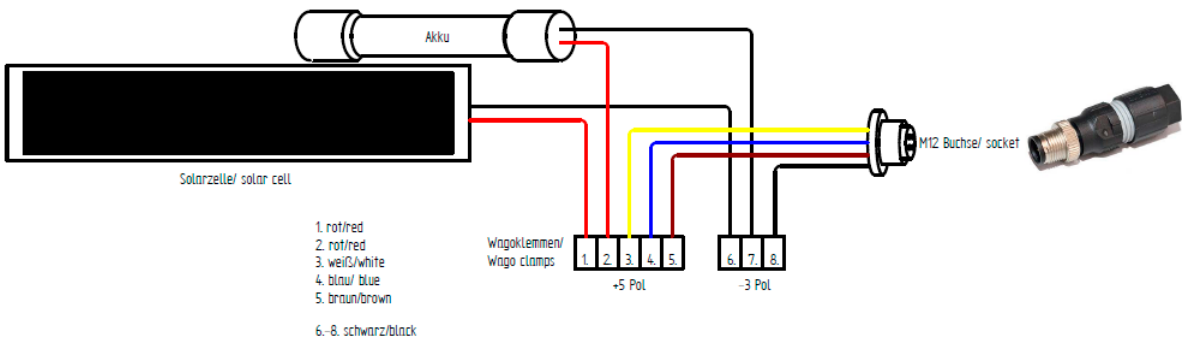 Akku
M12 Buchse/ socket
Solarzelle/ solar cell
1. rot/red
2. rot/red
3. weiß/white
4. blau/ blue
5. braun/brown
6.-8. schwarz/black
Wagoklemmen/
Wago clamps
1. 2. 3. 4. 5.
6. 7. 8.
+5 Pol
-3 Pol